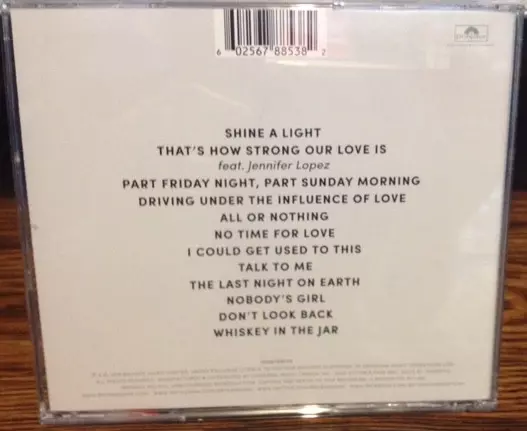 6 02567 88538 2
SHINE A LIGHT
THAT'S HOW STRONG OUR LOVE IS
feat. Jennifer Lopez
PART FRIDAY NIGHT, PART SUNDAY MORNING
DRIVING UNDER THE INFLUENCE OF LOVE
ALL OR NOTHING
NO TIME FOR LOVE
I COULD GET USED TO THIS
TALK TO ME
THE LAST NIGHT ON EARTH
NOBODY'S GIRL
DON'T LOOK BACK
WHISKEY IN THE JAR